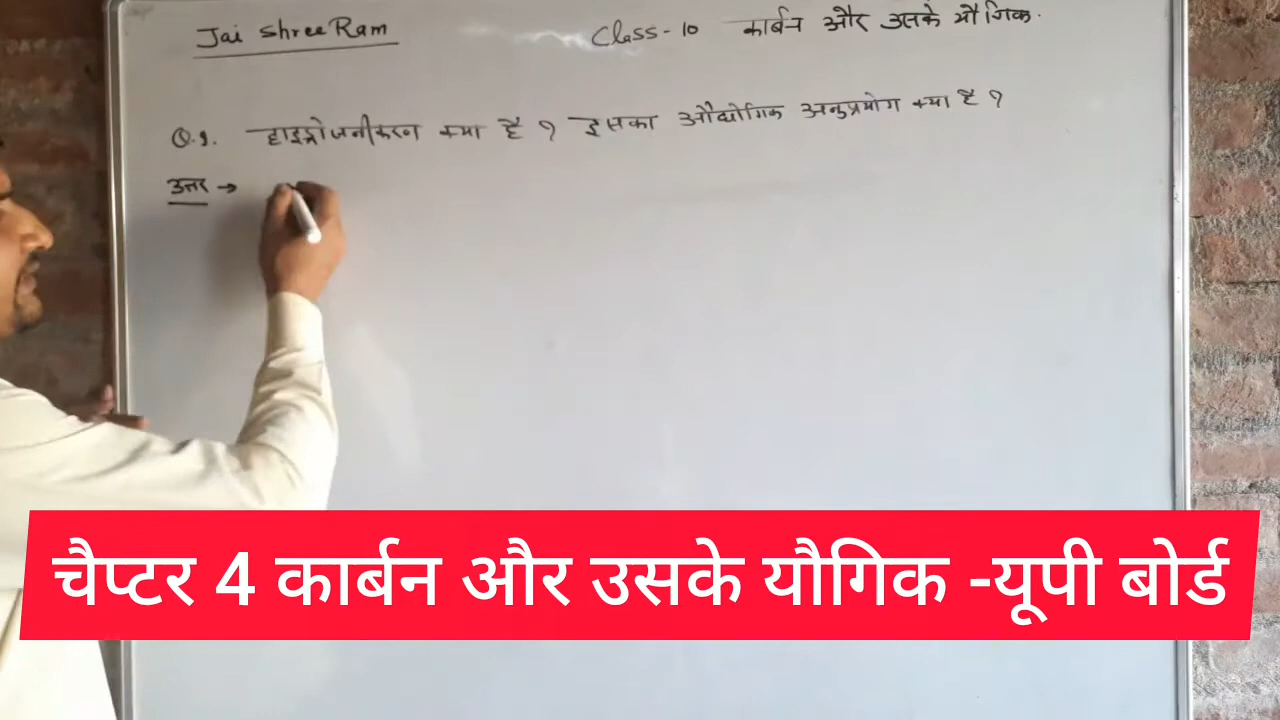 Jai Shree Ram
Class-10 कार्बन और उसके यौगिक.
Q.1. हाइड्रोजनीकरण क्या है ? इसका औद्योगिक अनुप्रयोग क्या है ?
उत्तर →
चैप्टर 4 कार्बन और उसके यौगिक -यूपी बोर्ड